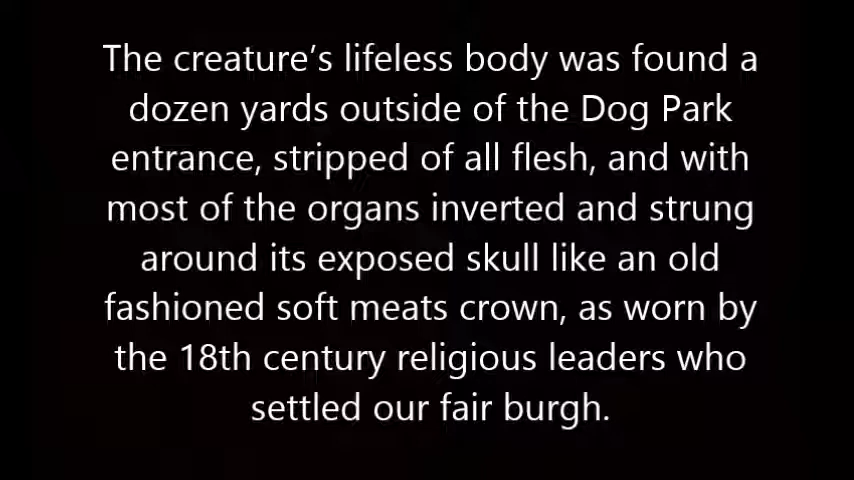 The creature’s lifeless body was found a
dozen yards outside of the Dog Park
entrance, stripped of all flesh, and with
most of the organs inverted and strung
around its exposed skull like an old
fashioned soft meats crown, as worn by
the 18th century religious leaders who
settled our fair burgh.